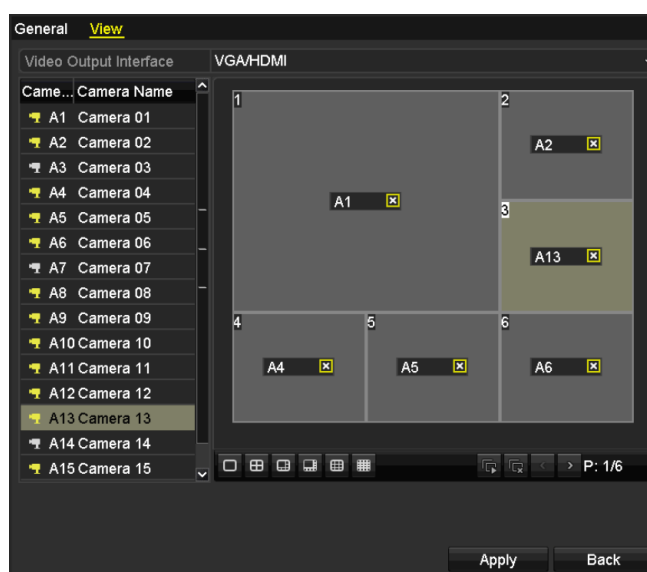 General View
Video Output Interface VGA/HDMI
Came... Camera Name
A1 Camera 01
A2 Camera 02
A3 Camera 03
A4 Camera 04
A5 Camera 05
A6 Camera 06
A7 Camera 07
A8 Camera 08
A9 Camera 09
A10 Camera 10
A11 Camera 11
A12 Camera 12
A13 Camera 13
A14 Camera 14
A15 Camera 15
1
A1
2
A2
3
A13
4
A4
5
A5
6
A6
P: 1/6
Apply Back